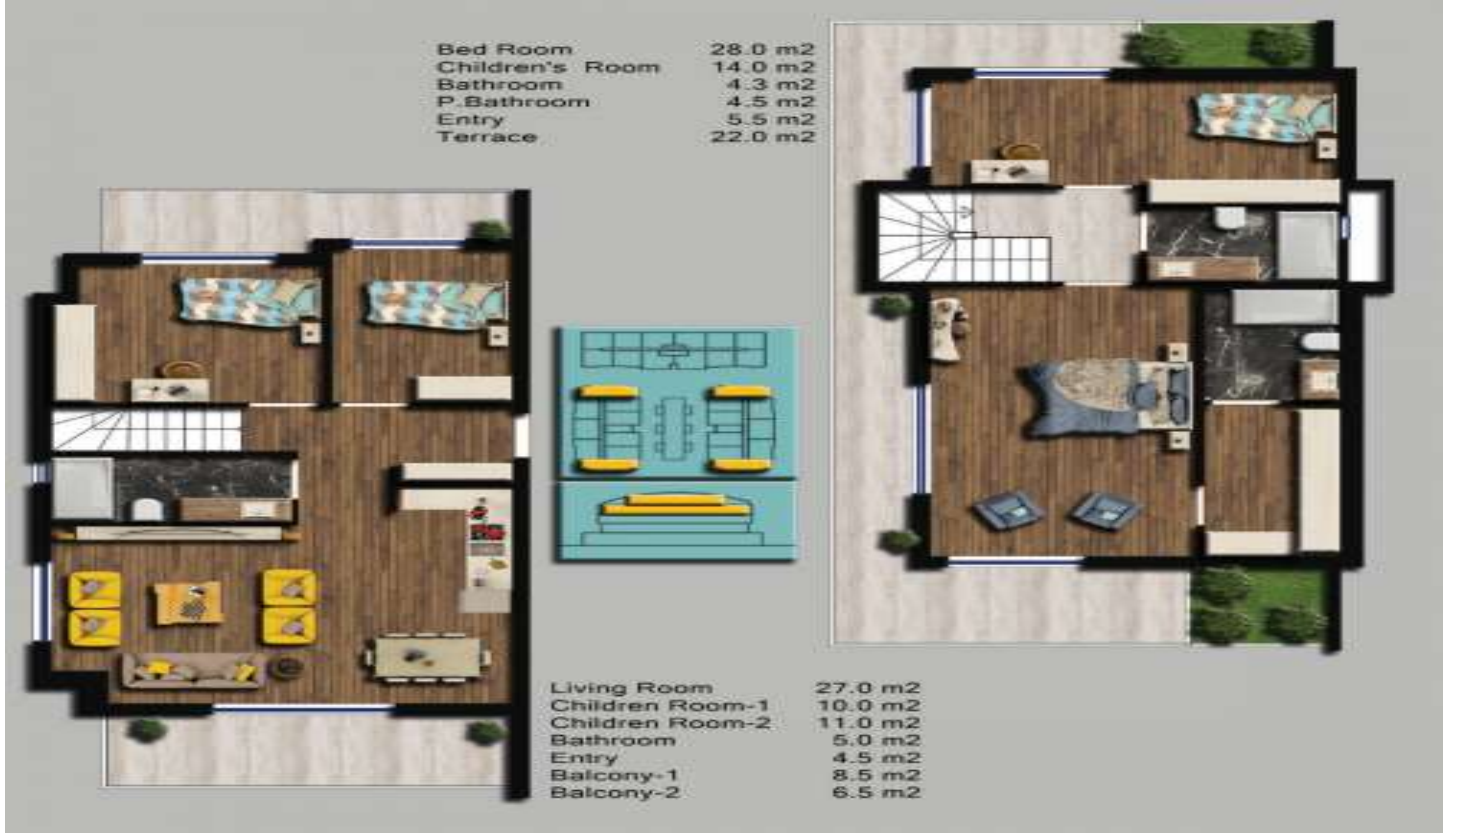 Bed Room 28.0 m2
Children's Room 14.0 m2
Bathroom 4.3 m2
P.Bathroom 4.5 m2
Entry 5.5 m2
Terrace 22.0 m2
Living Room 27.0 m2
Children Room-1 10.0 m2
Children Room-2 11.0 m2
Bathroom 5.0 m2
Entry 4.5 m2
Balcony-1 8.5 m2
Balcony-2 6.5 m2